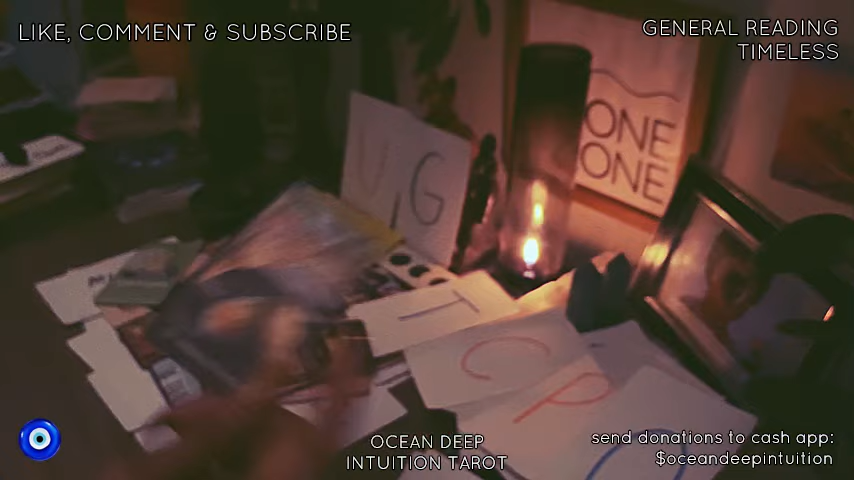 LIKE, COMMENT & SUBSCRIBE
GENERAL READING
TIMELESS
ONE
ONE
G
T
C
P
OCEAN DEEP
INTUITION TAROT
send donations to cash app:
$oceandeepintuition